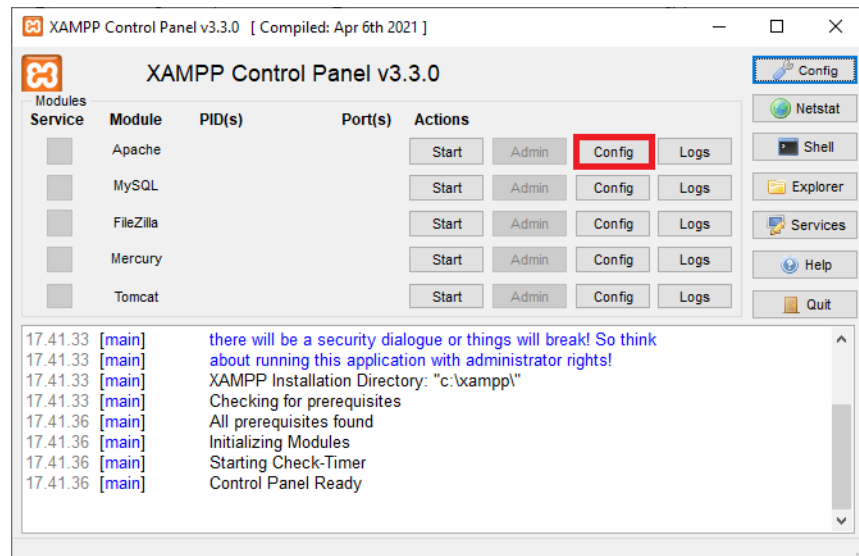 XAMPP Control Panel v3.3.0 [ Compiled: Apr 6th 2021 ]
XAMPP Control Panel v3.3.0
Config
Modules
Service Module PID(s) Port(s) Actions
Netstat
Apache Start Admin Config Logs
Shell
MySQL Start Admin Config Logs
Explorer
FileZilla Start Admin Config Logs
Services
Mercury Start Admin Config Logs
Help
Tomcat Start Admin Config Logs
Quit
17.41.33 [main] there will be a security dialogue or things will break! So think
17.41.33 [main] about running this application with administrator rights!
17.41.33 [main] XAMPP Installation Directory: "c:\xampp\"
17.41.33 [main] Checking for prerequisites
17.41.36 [main] All prerequisites found
17.41.36 [main] Initializing Modules
17.41.36 [main] Starting Check-Timer
17.41.36 [main] Control Panel Ready